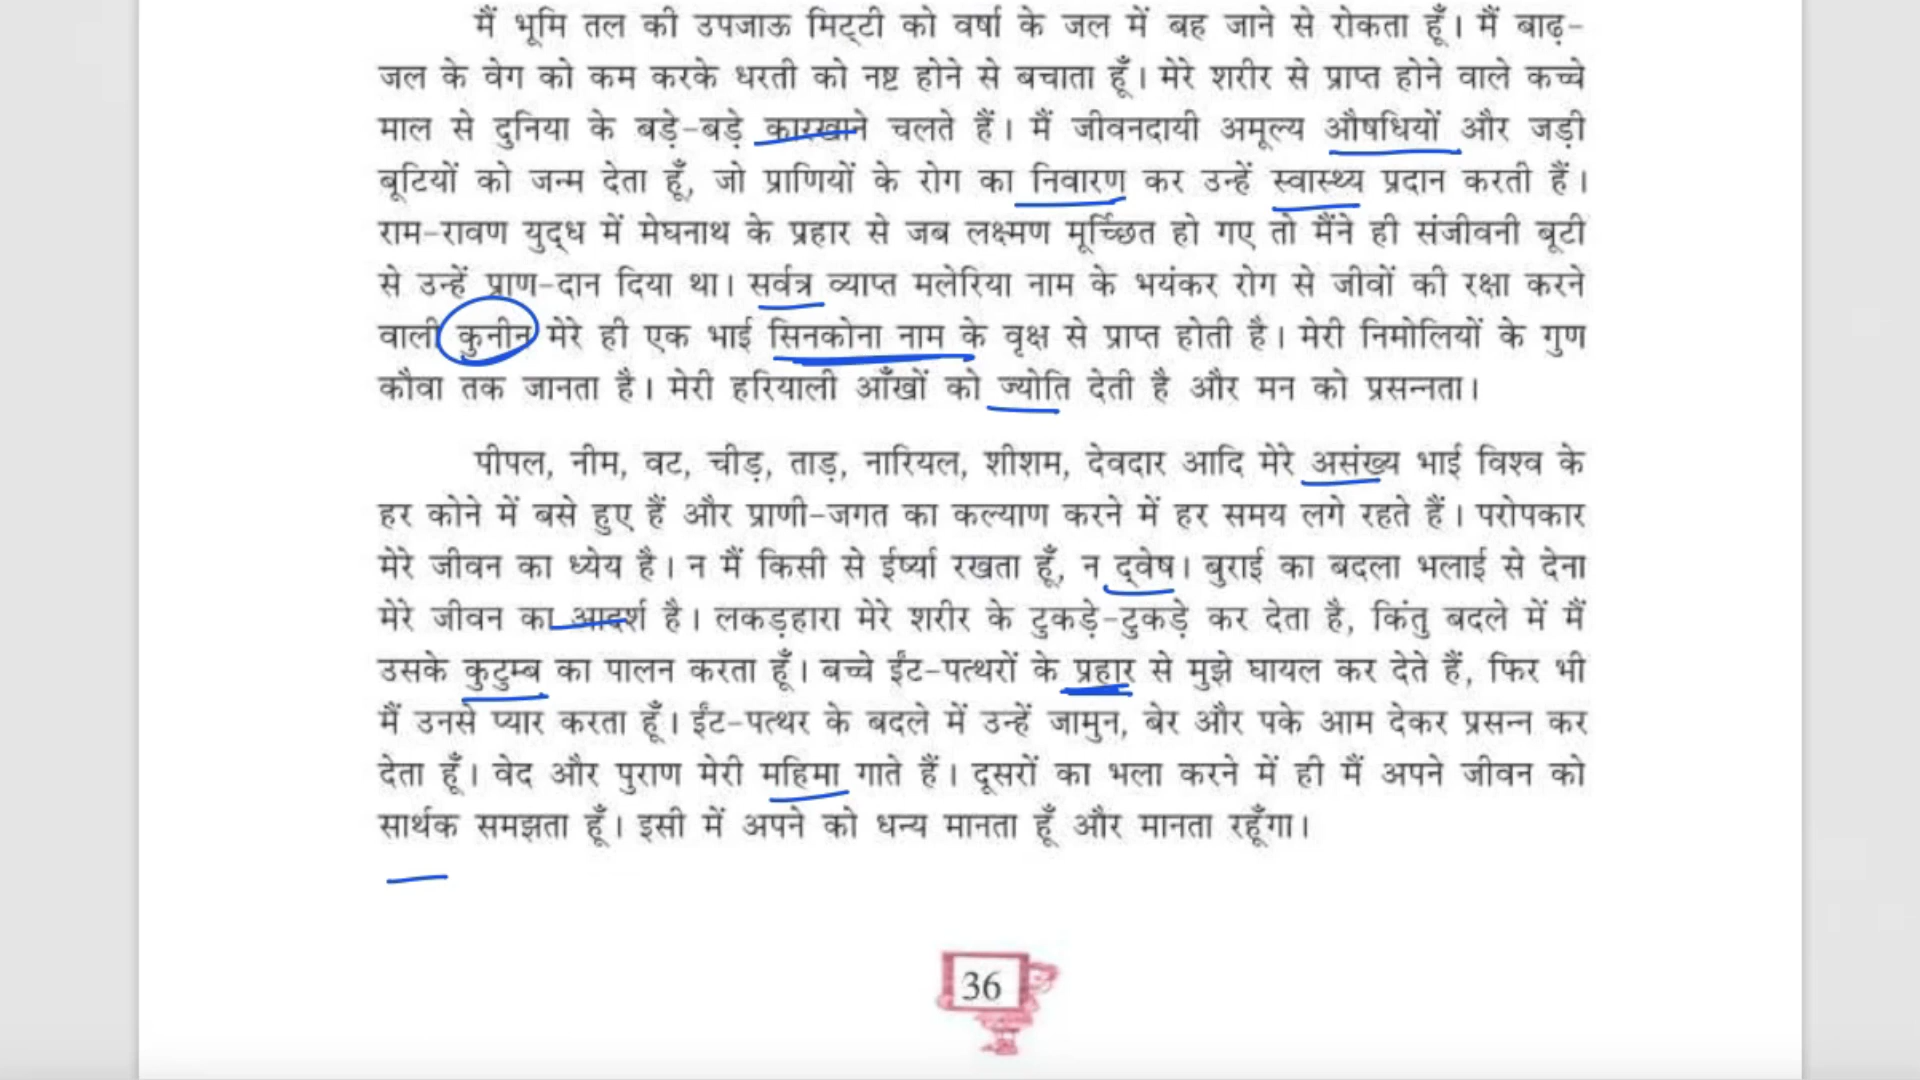 मैं भूमि तल की उपजाऊ मिट्टी को वर्षा के जल में बह जाने से रोकता हूँ। मैं बाढ़-
जल के वेग को कम करके धरती को नष्ट होने से बचाता हूँ। मेरे शरीर से प्राप्त होने वाले कच्चे
माल से दुनिया के बड़े-बड़े कारखाने चलते हैं। मैं जीवनदायी अमूल्य औषधियों और जड़ी
बूटियों को जन्म देता हूँ, जो प्राणियों के रोग का निवारण कर उन्हें स्वास्थ्य प्रदान करती हैं।
राम-रावण युद्ध में मेघनाथ के प्रहार से जब लक्ष्मण मूर्च्छित हो गए तो मैंने ही संजीवनी बूटी
से उन्हें प्राण-दान दिया था। सर्वत्र व्याप्त मलेरिया नाम के भयंकर रोग से जीवों की रक्षा करने
वाली कुनीन मेरे ही एक भाई सिनकोना नाम के वृक्ष से प्राप्त होती है। मेरी निमोलियों के गुण
कौवा तक जानता है। मेरी हरियाली आँखों को ज्योति देती है और मन को प्रसन्नता।
पीपल, नीम, वट, चीड़, ताड़, नारियल, शीशम, देवदार आदि मेरे असंख्य भाई विश्व के
हर कोने में बसे हुए हैं और प्राणी-जगत का कल्याण करने में हर समय लगे रहते हैं। परोपकार
मेरे जीवन का ध्येय है। न मैं किसी से ईर्ष्या रखता हूँ, न द्वेष। बुराई का बदला भलाई से देना
मेरे जीवन का आदर्श है। लकड़हारा मेरे शरीर के टुकड़े-टुकड़े कर देता है, किंतु बदले में मैं
उसके कुटुम्ब का पालन करता हूँ। बच्चे ईंट-पत्थरों के प्रहार से मुझे घायल कर देते हैं, फिर भी
मैं उनसे प्यार करता हूँ। ईंट-पत्थर के बदले में उन्हें जामुन, बेर और पके आम देकर प्रसन्न कर
देता हूँ। वेद और पुराण मेरी महिमा गाते हैं। दूसरों का भला करने में ही मैं अपने जीवन को
सार्थक समझता हूँ। इसी में अपने को धन्य मानता हूँ और मानता रहूँगा।
36